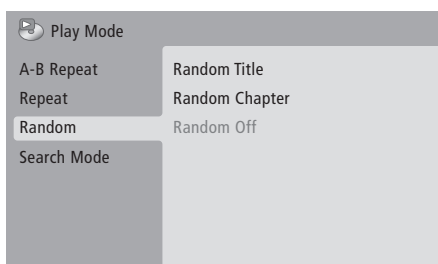 Play Mode
A-B Repeat
Repeat
Random
Search Mode
Random Title
Random Chapter
Random Off